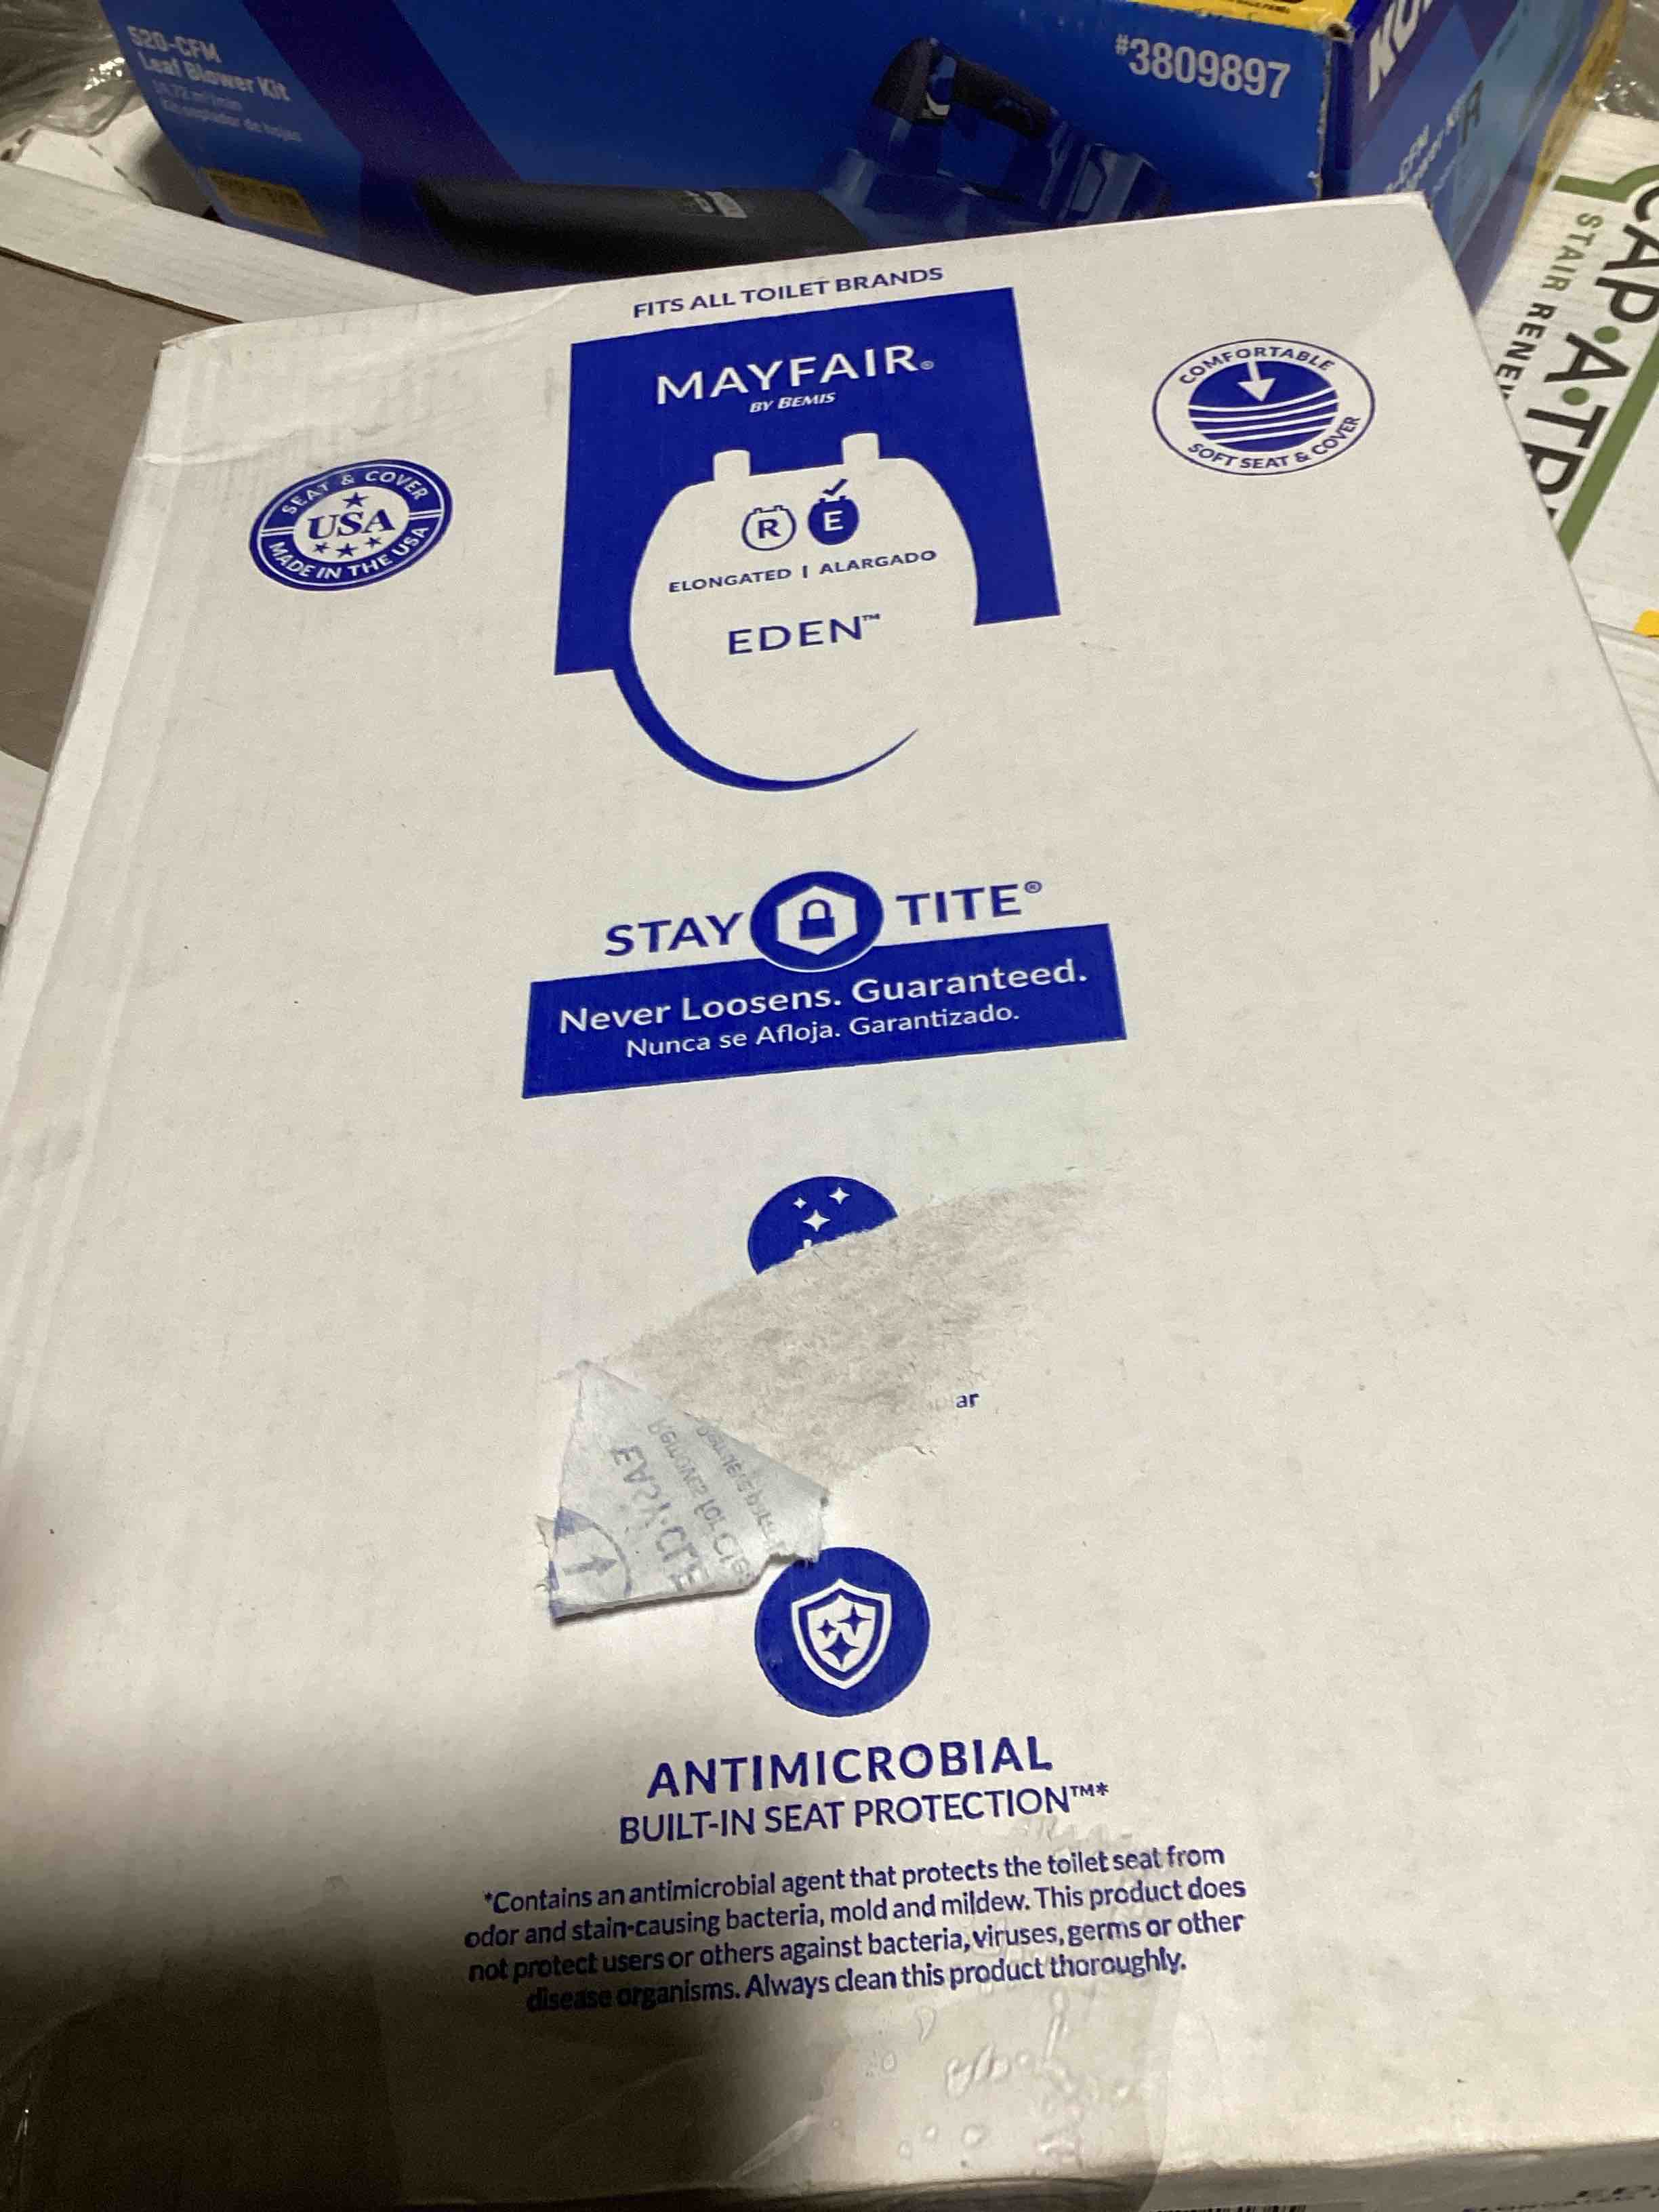 520-CFM
Leaf Blower Kit
#3809897
CAP•A•
STAIR
FITS ALL TOILET BRANDS
MAYFAIR®
BY BEMIS
COMFORTABLE
SOFT SEAT & COVER
SEAT & COVER
USA
MADE IN THE USA
R E
ELONGATED | ALARGADO
EDEN™
STAY TITE®
Never Loosens. Guaranteed.
Nunca se Afloja. Garantizado.
ar
ANTIMICROBIAL
BUILT-IN SEAT PROTECTION™*
*Contains an antimicrobial agent that protects the toilet seat from
odor and stain-causing bacteria, mold and mildew. This product does
not protect users or others against bacteria, viruses, germs or other
disease organisms. Always clean this product thoroughly.